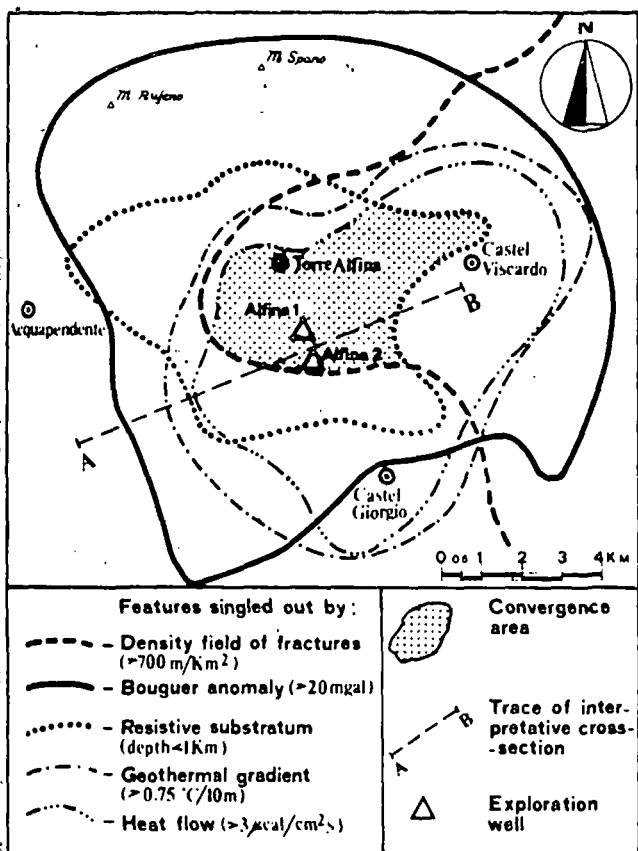 M. Spano
N
M. Rufeno
Torre Alfina
Castel
Viscardo
Acquapendente
Alfina 1
B
Alfina 2
A
Castel
Giorgio
0 0.5 1 2 3 4 KM
Features singled out by:
– Density field of fractures
(>700 m/Km²)
– Bouguer anomaly (>20 mgal)
– Resistive substratum
(depth<1Km)
– Geothermal gradient
(>0.75 °C/10m)
– Heat flow (>3 µcal/cm²s)
Convergence
area
B
A
Trace of inter-
pretative cross-
-section
Exploration
well